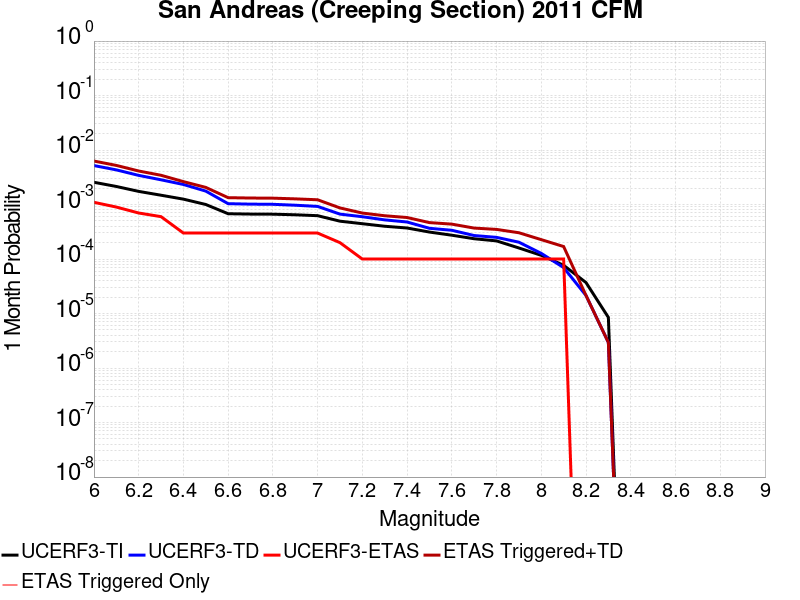 San Andreas (Creeping Section) 2011 CFM
10^0
10^-1
10^-2
10^-3
10^-4
10^-5
10^-6
10^-7
10^-8
1 Month Probability
6 6.2 6.4 6.6 6.8 7 7.2 7.4 7.6 7.8 8 8.2 8.4 8.6 8.8 9
Magnitude
UCERF3-TI UCERF3-TD UCERF3-ETAS ETAS Triggered+TD
ETAS Triggered Only